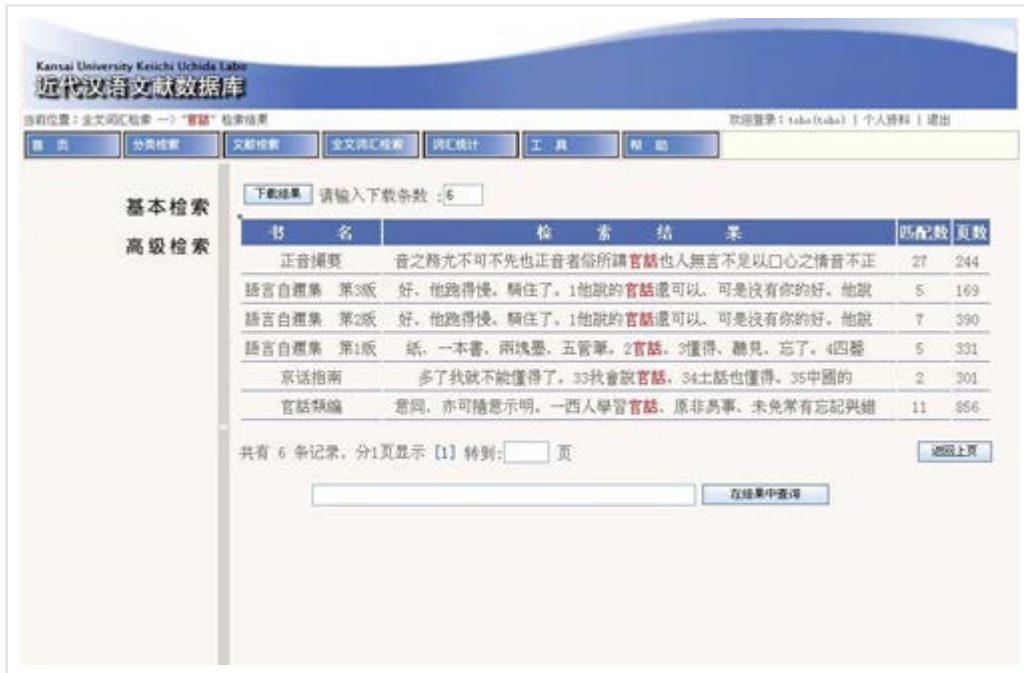 Kansai University Keiichi Uchida Labo
近代汉语文献数据库
当前位置：全文词汇检索 --> "官話" 检索结果 欢迎登录：taba(taba) | 个人资料 | 退出
首 页 分类检索 文献检索 全文词汇检索 词汇统计 工 具 帮 助
下载结果 请输入下载条数 :6
基本检索
高级检索
书 名 检 索 结 果 匹配数 页数
正音撮要 音之務尤不可不先也正音者俗所謂官話也人無言不足以口心之情音不正 27 244
語言自邇集 第3版 好、他跑得慢。騎住了。1他說的官話還可以、可是沒有你的好。他說 5 169
語言自邇集 第2版 好、他跑得慢。騎住了。1他說的官話還可以、可是沒有你的好。他說 7 390
語言自邇集 第1版 紙。一本書。兩塊墨。五管筆。2官話。3懂得、聽見、忘了。4四聲 5 331
京话指南 多了我就不能懂得了。33我會說官話。34土話也懂得。35中國的 2 301
官話類編 意同、亦可隨意示明。一西人學習官話、原非易事、未免常有忘記與錯 11 856
共有 6 条记录，分1页显示 [1] 转到: 页 返回上页
在结果中查询